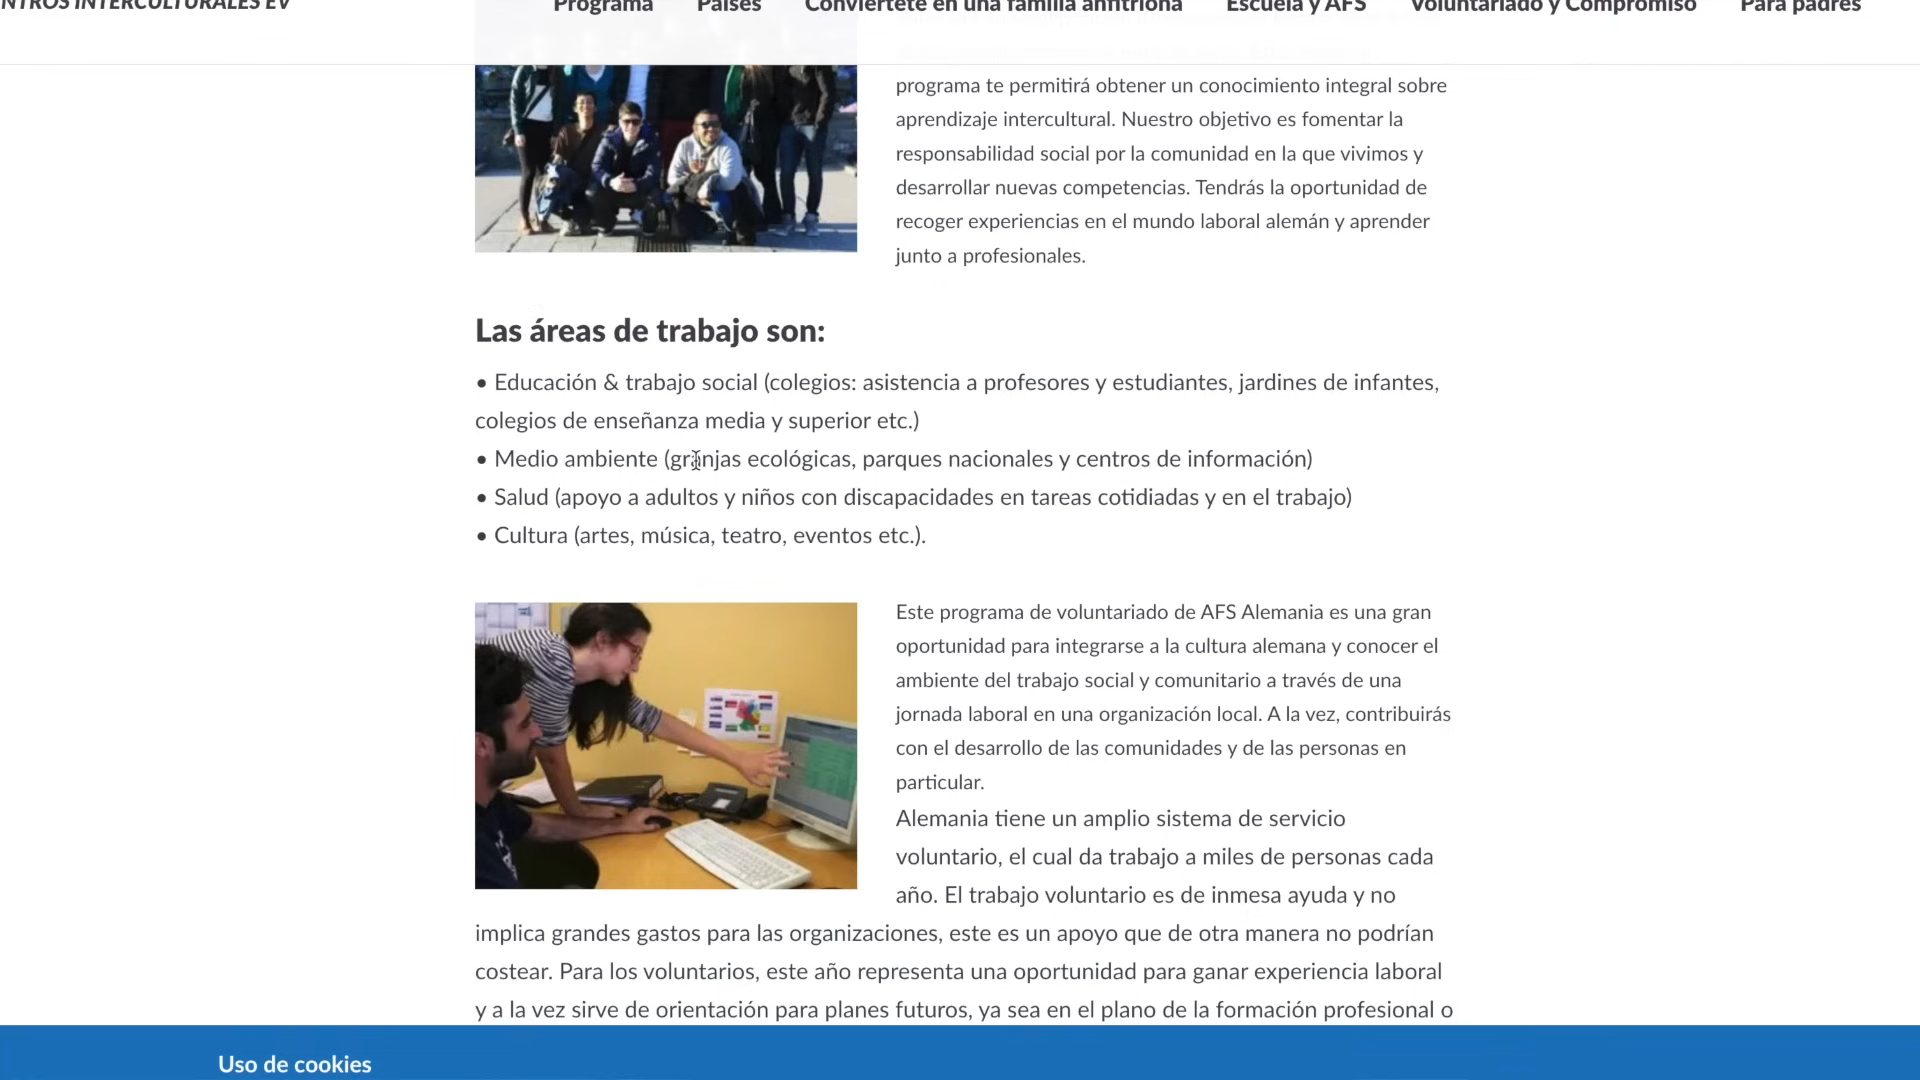 NTROS INTERCULTURALES EV
Programa Países Conviértete en una familia anfitriona Escuela y AFS Voluntariado y Compromiso Para padres
programa te permitirá obtener un conocimiento integral sobre
aprendizaje intercultural. Nuestro objetivo es fomentar la
responsabilidad social por la comunidad en la que vivimos y
desarrollar nuevas competencias. Tendrás la oportunidad de
recoger experiencias en el mundo laboral alemán y aprender
junto a profesionales.
Las áreas de trabajo son:
• Educación & trabajo social (colegios: asistencia a profesores y estudiantes, jardines de infantes,
colegios de enseñanza media y superior etc.)
• Medio ambiente (granjas ecológicas, parques nacionales y centros de información)
• Salud (apoyo a adultos y niños con discapacidades en tareas cotidiadas y en el trabajo)
• Cultura (artes, música, teatro, eventos etc.).
Este programa de voluntariado de AFS Alemania es una gran
oportunidad para integrarse a la cultura alemana y conocer el
ambiente del trabajo social y comunitario a través de una
jornada laboral en una organización local. A la vez, contribuirás
con el desarrollo de las comunidades y de las personas en
particular.
Alemania tiene un amplio sistema de servicio
voluntario, el cual da trabajo a miles de personas cada
año. El trabajo voluntario es de inmesa ayuda y no
implica grandes gastos para las organizaciones, este es un apoyo que de otra manera no podrían
costear. Para los voluntarios, este año representa una oportunidad para ganar experiencia laboral
y a la vez sirve de orientación para planes futuros, ya sea en el plano de la formación profesional o
Uso de cookies